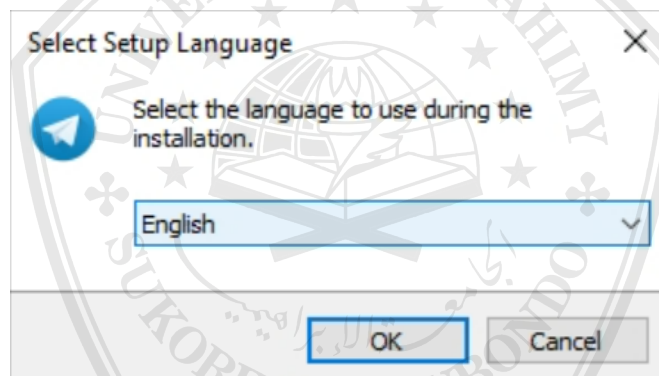 Select Setup Language
Select the language to use during the
installation.
English
OK
Cancel